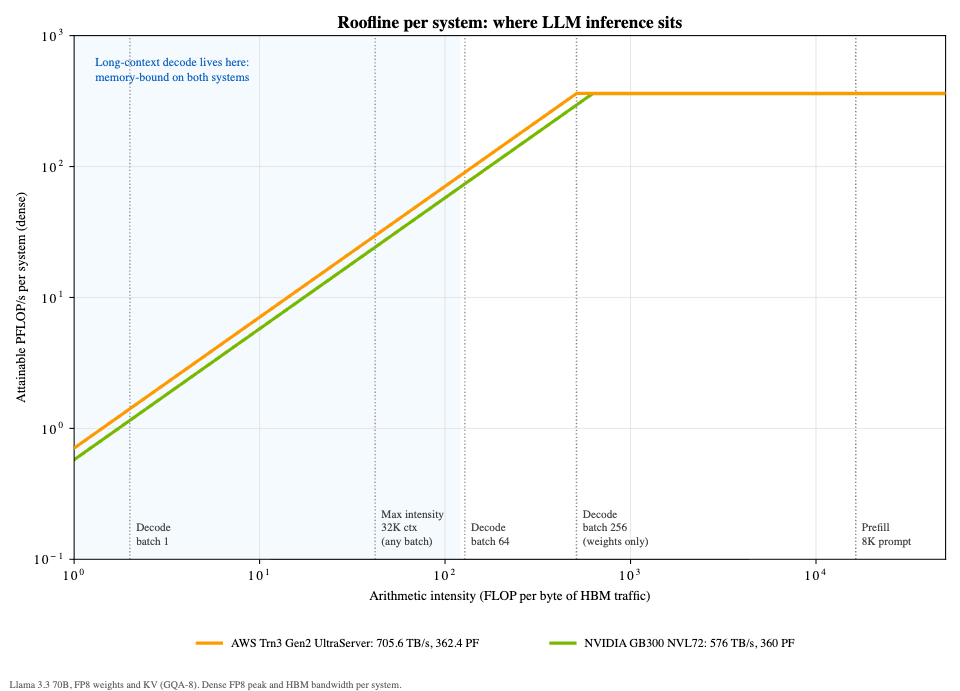 Roofline per system: where LLM inference sits
Long-context decode lives here:
memory-bound on both systems
Attainable PFLOP/s per system (dense)
10³
10²
10¹
10⁰
10⁻¹
Decode
batch 1
Max intensity
32K ctx
(any batch)
Decode
batch 64
Decode
batch 256
(weights only)
Prefill
8K prompt
10⁰ 10¹ 10² 10³ 10⁴
Arithmetic intensity (FLOP per byte of HBM traffic)
AWS Trn3 Gen2 UltraServer: 705.6 TB/s, 362.4 PF
NVIDIA GB300 NVL72: 576 TB/s, 360 PF
Llama 3.3 70B, FP8 weights and KV (GQA-8). Dense FP8 peak and HBM bandwidth per system.